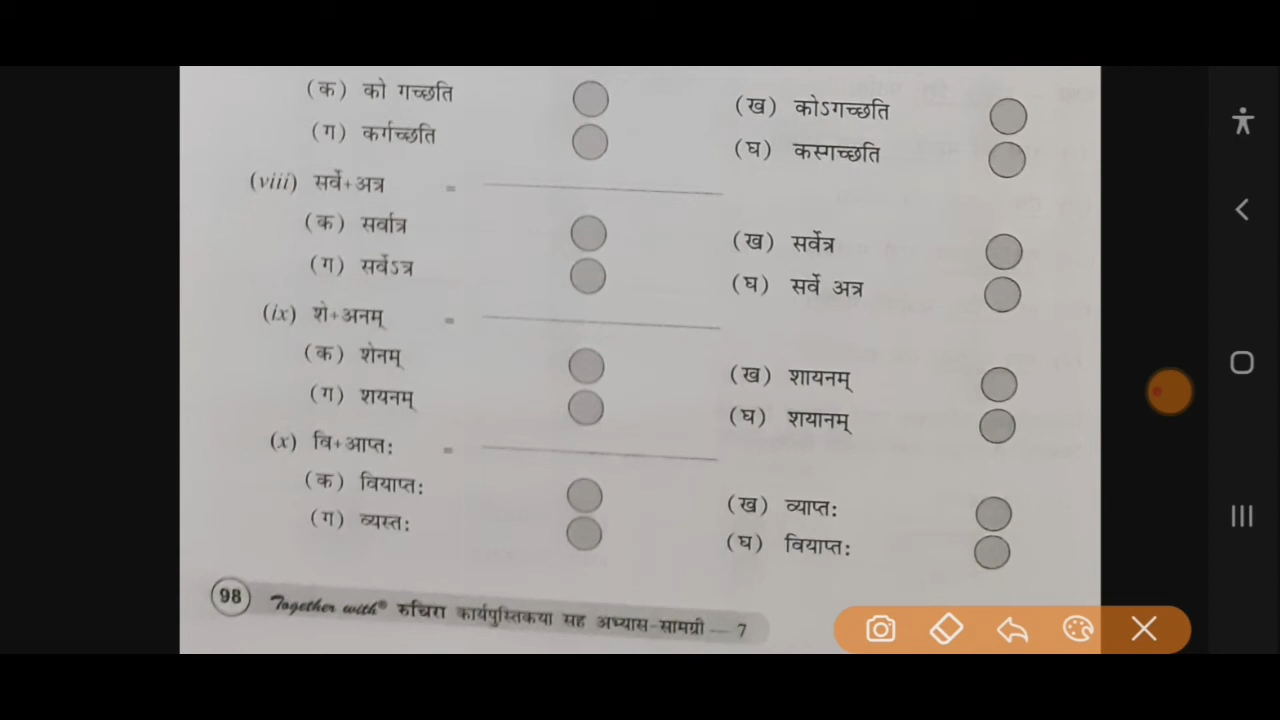 (क) को गच्छति (ख) कोऽगच्छति
(ग) कर्गच्छति (घ) कस्गच्छति
(viii) सर्वे+अत्र =
(क) सर्वात्र (ख) सर्वेत्र
(ग) सर्वेऽत्र (घ) सर्वे अत्र
(ix) शे+अनम् =
(क) शेनम् (ख) शायनम्
(ग) शयनम् (घ) शयानम्
(x) वि+आप्तः =
(क) वियाप्तः (ख) व्याप्तः
(ग) व्यस्तः (घ) वियाप्तः
98 Together with® रुचिरा कार्यपुस्तिकया सह अभ्यास-सामग्री — 7